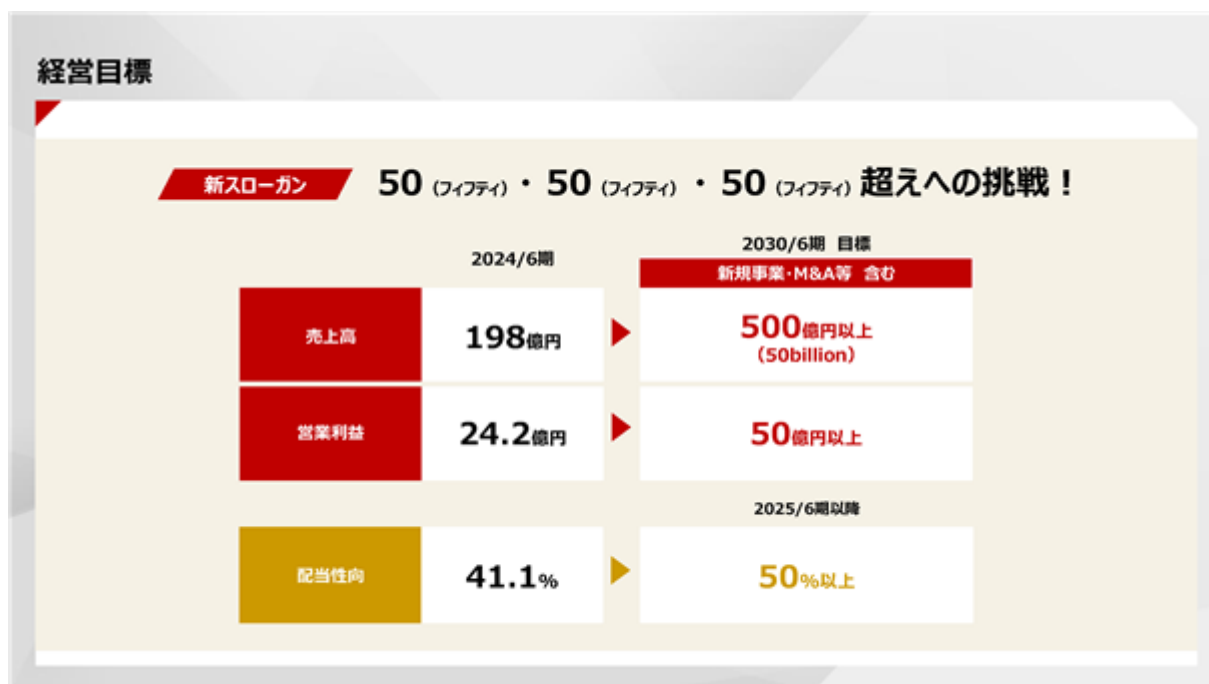 経営目標
新スローガン 50 (フィフティ) ・ 50 (フィフティ) ・ 50 (フィフティ) 超えへの挑戦！
2024/6期
2030/6期 目標
新規事業・M&A等 含む
売上高
198億円
500億円以上
(50billion)
営業利益
24.2億円
50億円以上
2025/6期以降
配当性向
41.1%
50%以上